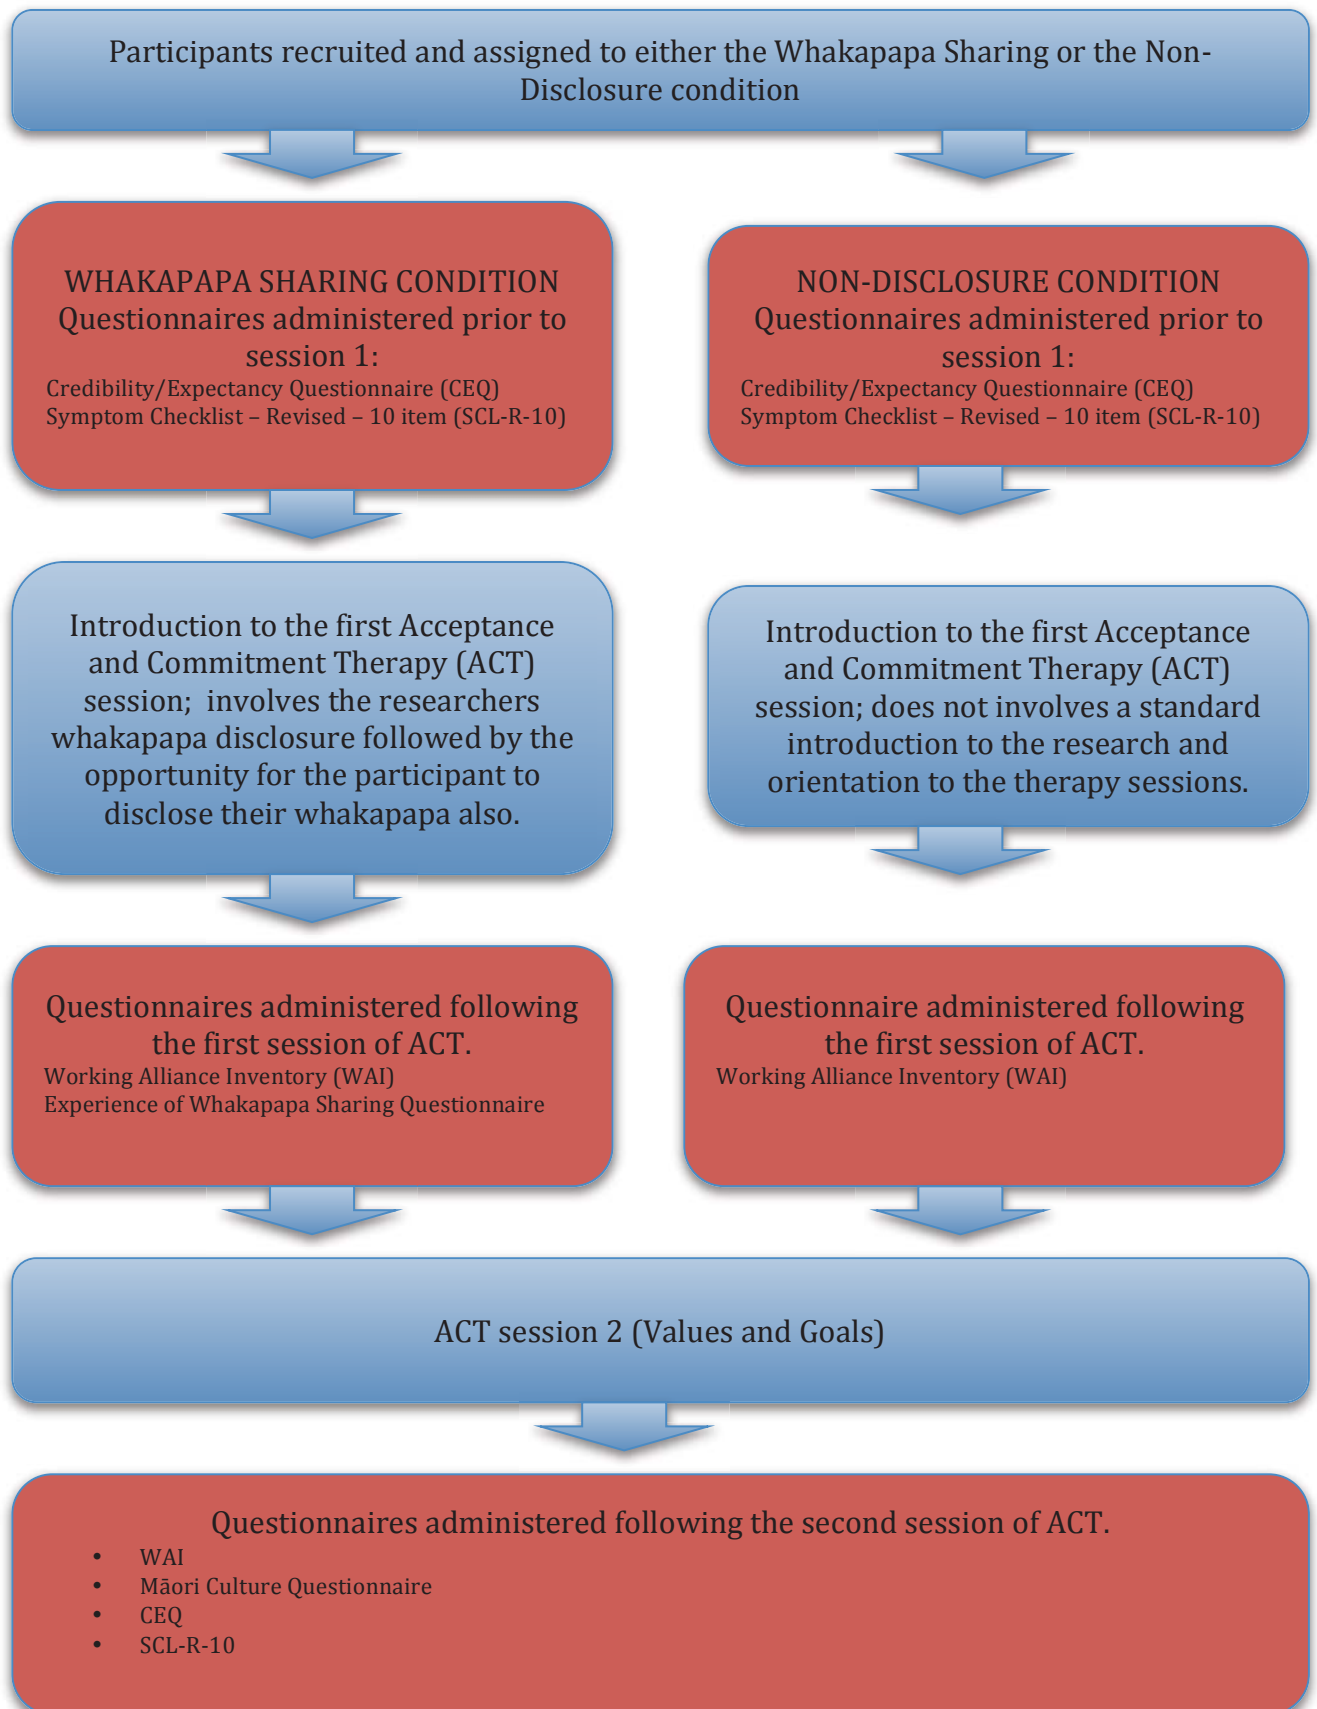 Participants recruited and assigned to either the Whakapapa Sharing or the Non-
Disclosure condition
WHAKAPAPA SHARING CONDITION
Questionnaires administered prior to
session 1:
Credibility/Expectancy Questionnaire (CEQ)
Symptom Checklist – Revised – 10 item (SCL-R-10)
NON-DISCLOSURE CONDITION
Questionnaires administered prior to
session 1:
Credibility/Expectancy Questionnaire (CEQ)
Symptom Checklist – Revised – 10 item (SCL-R-10)
Introduction to the first Acceptance
and Commitment Therapy (ACT)
session;  involves the researchers
whakapapa disclosure followed by the
opportunity for the participant to
disclose their whakapapa also.
Introduction to the first Acceptance
and Commitment Therapy (ACT)
session; does not involves a standard
introduction to the research and
orientation to the therapy sessions.
Questionnaires administered following
the first session of ACT.
Working Alliance Inventory (WAI)
Experience of Whakapapa Sharing Questionnaire
Questionnaire administered following
the first session of ACT.
Working Alliance Inventory (WAI)
ACT session 2 (Values and Goals)
Questionnaires administered following the second session of ACT.
• WAI
• Māori Culture Questionnaire
• CEQ
• SCL-R-10